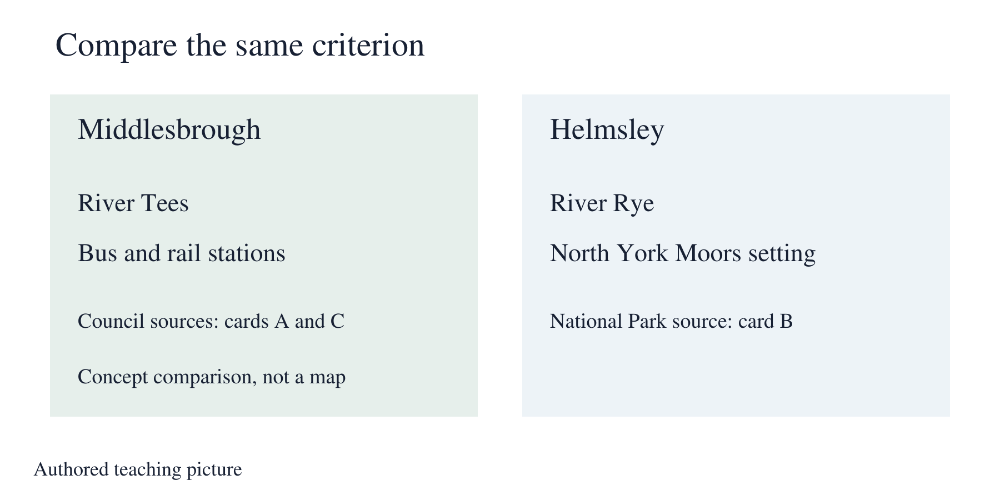 Compare the same criterion
Middlesbrough
River Tees
Bus and rail stations
Council sources: cards A and C
Concept comparison, not a map
Helmsley
River Rye
North York Moors setting
National Park source: card B
Authored teaching picture